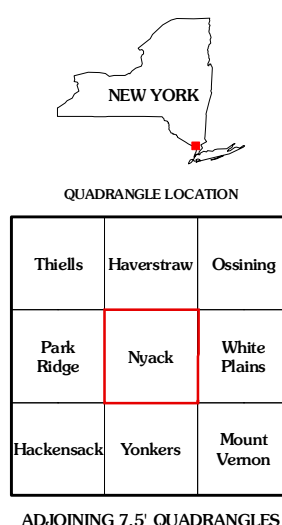 NEW YORK
QUADRANGLE LOCATION
Thiells Haverstraw Ossining
Park Ridge Nyack White Plains
Hackensack Yonkers Mount Vernon
ADJOINING 7.5' QUADRANGLES